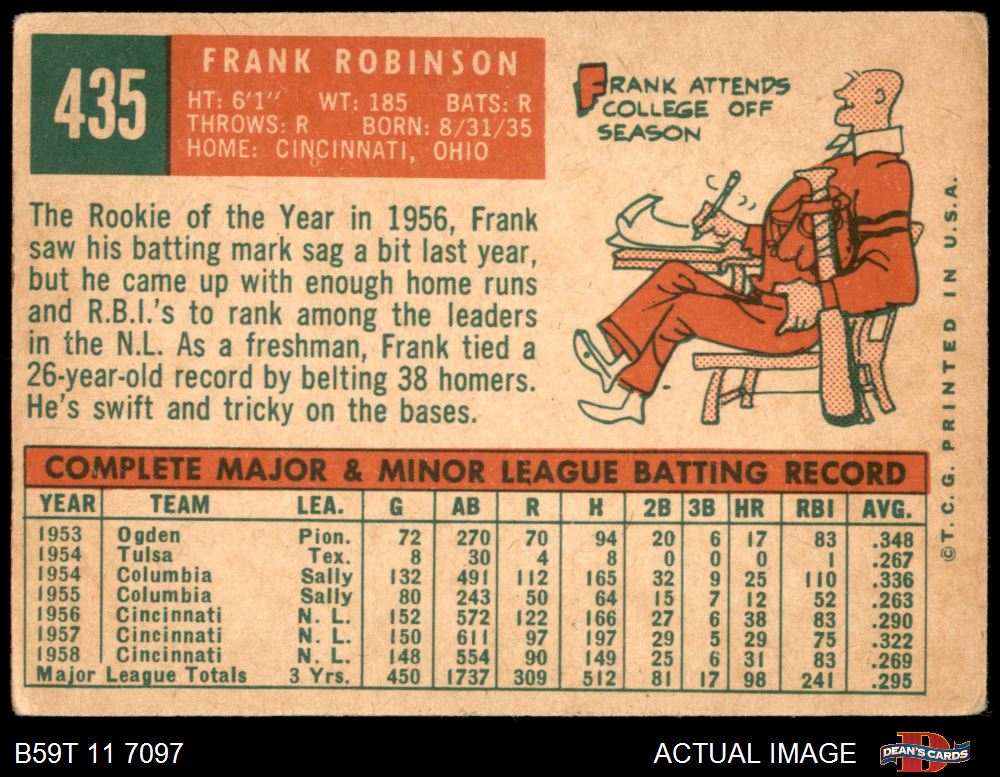 435
FRANK ROBINSON
HT: 6'1" WT: 185 BATS: R
THROWS: R BORN: 8/31/35
HOME: CINCINNATI, OHIO
FRANK ATTENDS
COLLEGE OFF
SEASON
The Rookie of the Year in 1956, Frank
saw his batting mark sag a bit last year,
but he came up with enough home runs
and R.B.I.'s to rank among the leaders
in the N.L. As a freshman, Frank tied a
26-year-old record by belting 38 homers.
He's swift and tricky on the bases.
COMPLETE MAJOR & MINOR LEAGUE BATTING RECORD
YEAR TEAM LEA. G AB R H 2B 3B HR RBI AVG.
1953 Ogden Pion. 72 270 70 94 20 6 17 83 .348
1954 Tulsa Tex. 8 30 4 8 0 0 0 1 .267
1954 Columbia Sally 132 491 112 165 32 9 25 110 .336
1955 Columbia Sally 80 243 50 64 15 7 12 52 .263
1956 Cincinnati N. L. 152 572 122 166 27 6 38 83 .290
1957 Cincinnati N. L. 150 611 97 197 29 5 29 75 .322
1958 Cincinnati N. L. 148 554 90 149 25 6 31 83 .269
Major League Totals 3 Yrs. 450 1737 309 512 81 17 98 241 .295
© T. C. G. PRINTED IN U.S.A.
B59T 11 7097
ACTUAL IMAGE
D
DEAN'S CARDS